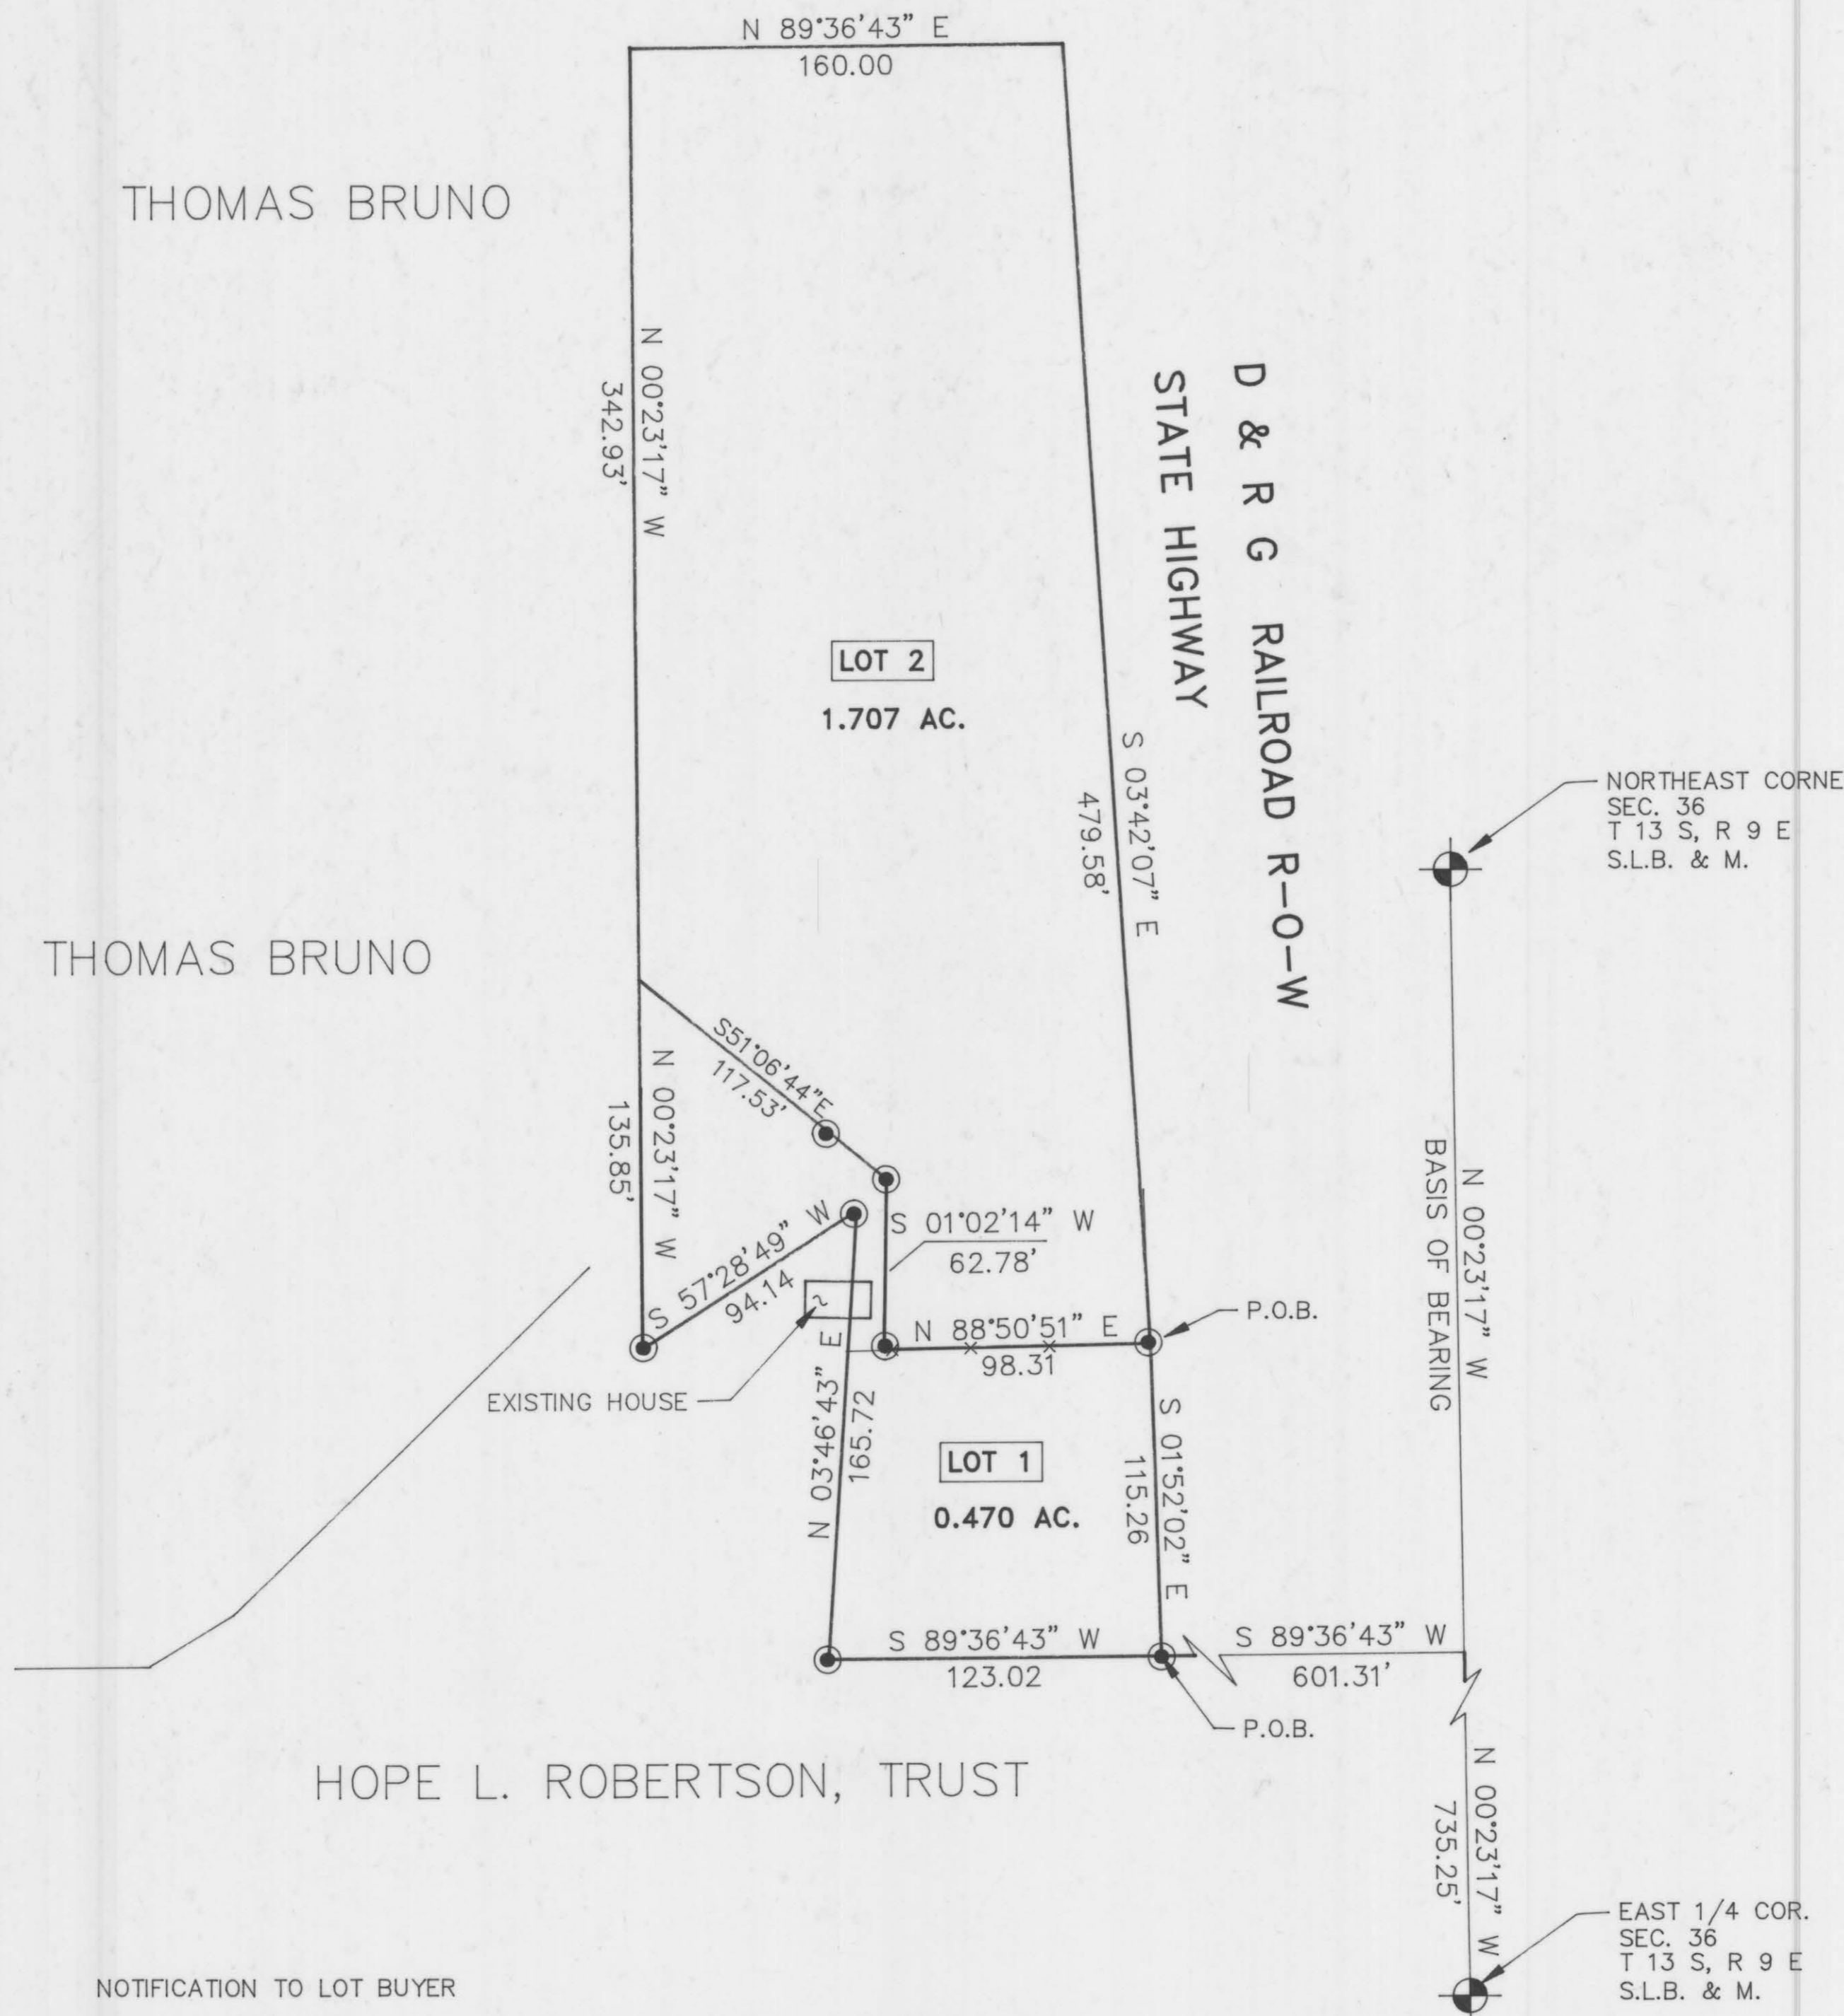 N 89°36'43" E
160.00
THOMAS BRUNO
N 00°23'17" W
342.93'
D & R G RAILROAD R-O-W
STATE HIGHWAY
LOT 2
1.707 AC.
S 03°42'07" E
479.58'
NORTHEAST CORNE
SEC. 36
T 13 S, R 9 E
S.L.B. & M.
THOMAS BRUNO
S51°06'44"E
117.53'
N 00°23'17" W
135.85'
S 57°28'49" W
94.14
S 01°02'14" W
62.78'
N 00°23'17" W
BASIS OF BEARING
P.O.B.
N 88°50'51" E
98.31
EXISTING HOUSE
N 03°46'43" E
165.72
LOT 1
0.470 AC.
S 01°52'02" E
115.26
S 89°36'43" W
123.02
S 89°36'43" W
601.31'
P.O.B.
HOPE L. ROBERTSON, TRUST
N 00°23'17" W
735.25'
EAST 1/4 COR.
SEC. 36
T 13 S, R 9 E
S.L.B. & M.
NOTIFICATION TO LOT BUYER